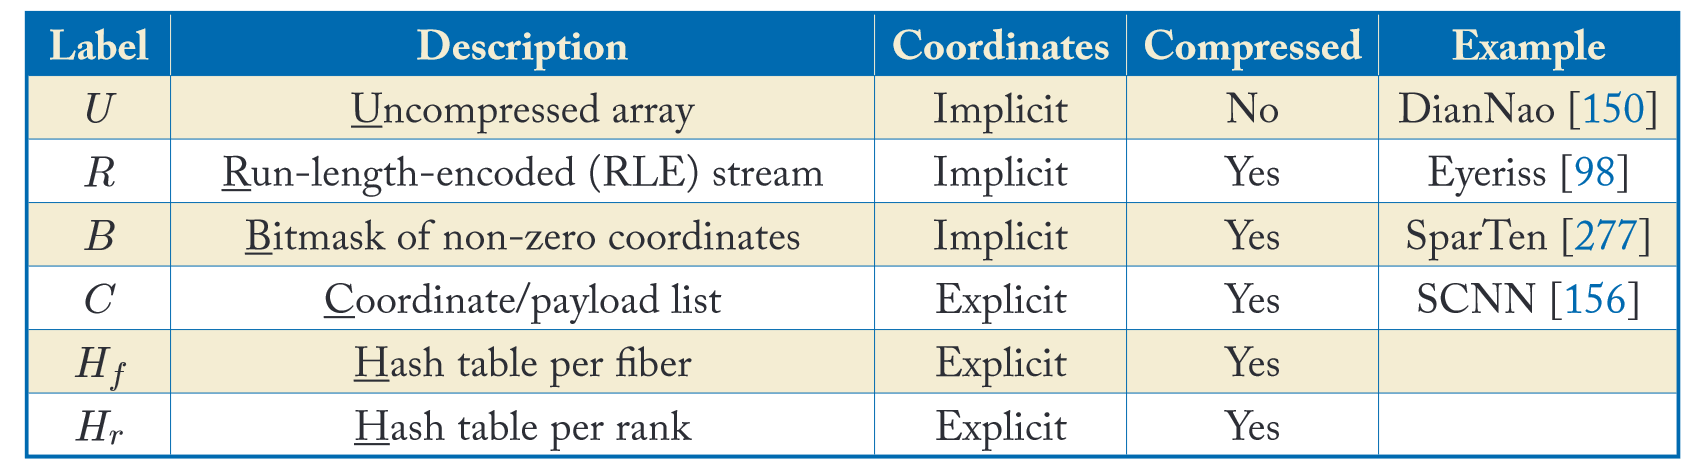 Label Description Coordinates Compressed Example
U Uncompressed array Implicit No DianNao [150]
R Run-length-encoded (RLE) stream Implicit Yes Eyeriss [98]
B Bitmask of non-zero coordinates Implicit Yes SparTen [277]
C Coordinate/payload list Explicit Yes SCNN [156]
H_f Hash table per fiber Explicit Yes
H_r Hash table per rank Explicit Yes